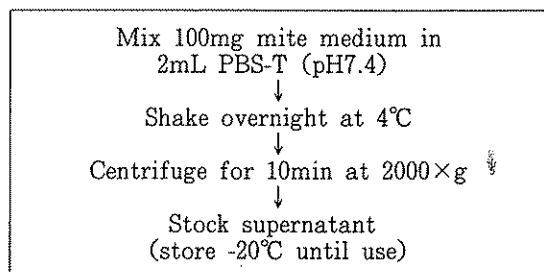 Mix 100mg mite medium in
2mL PBS-T (pH7.4)
↓
Shake overnight at 4℃
↓
Centrifuge for 10min at 2000×g
↓
Stock supernatant
(store -20℃ until use)